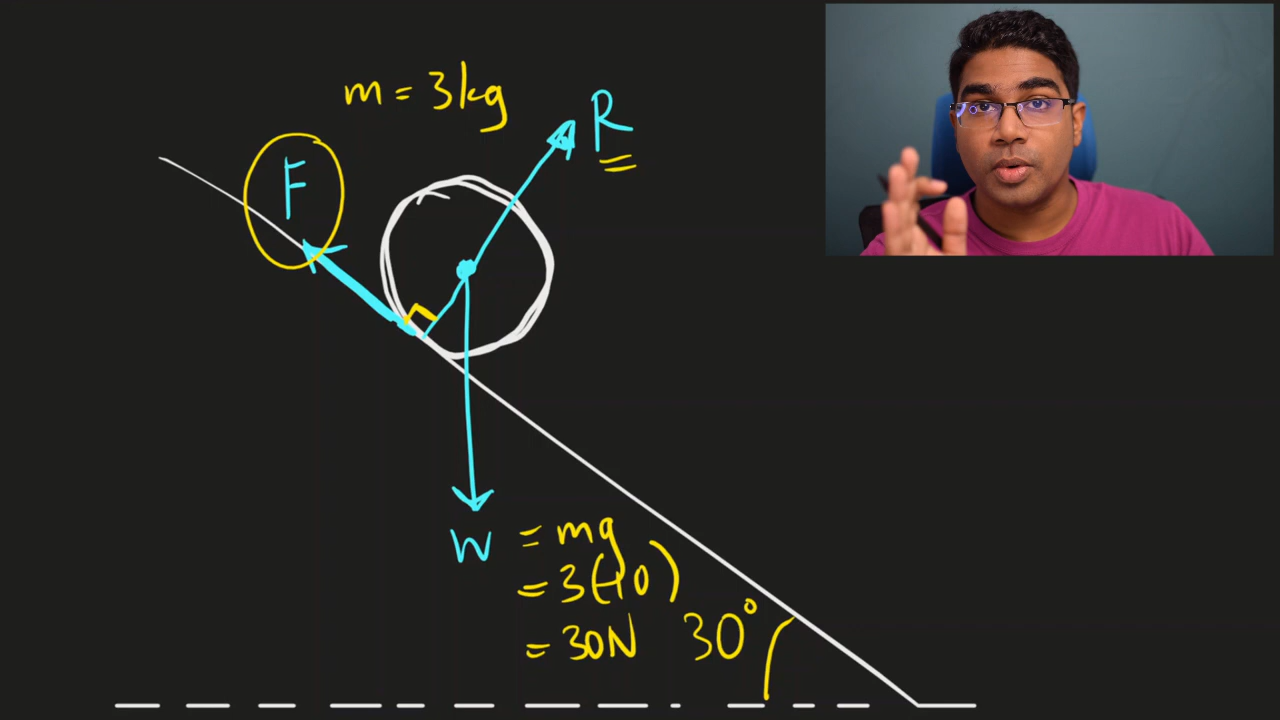 m = 3kg
R
F
W = mg
= 3(10)
= 30N
30°